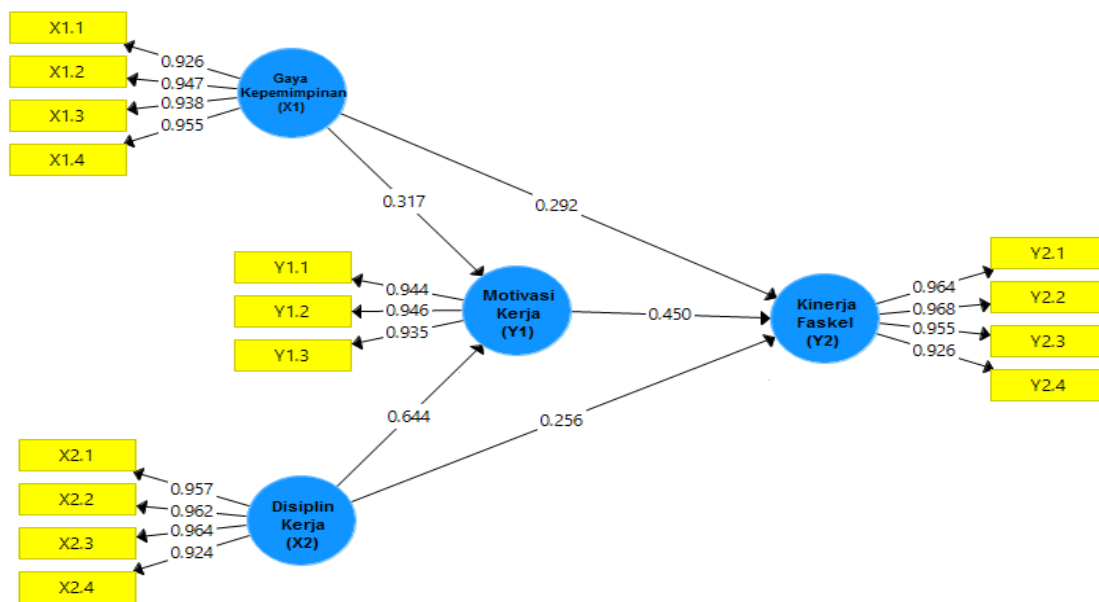 X1.1
X1.2
X1.3
X1.4
0.926
0.947
0.938
0.955
Gaya
Kepemimpinan
(X1)
0.317
0.292
Y1.1
Y1.2
Y1.3
0.944
0.946
0.935
Motivasi
Kerja
(Y1)
0.450
Kinerja
Faskel
(Y2)
0.964
0.968
0.955
0.926
Y2.1
Y2.2
Y2.3
Y2.4
0.644
0.256
X2.1
X2.2
X2.3
X2.4
0.957
0.962
0.964
0.924
Disiplin
Kerja
(X2)